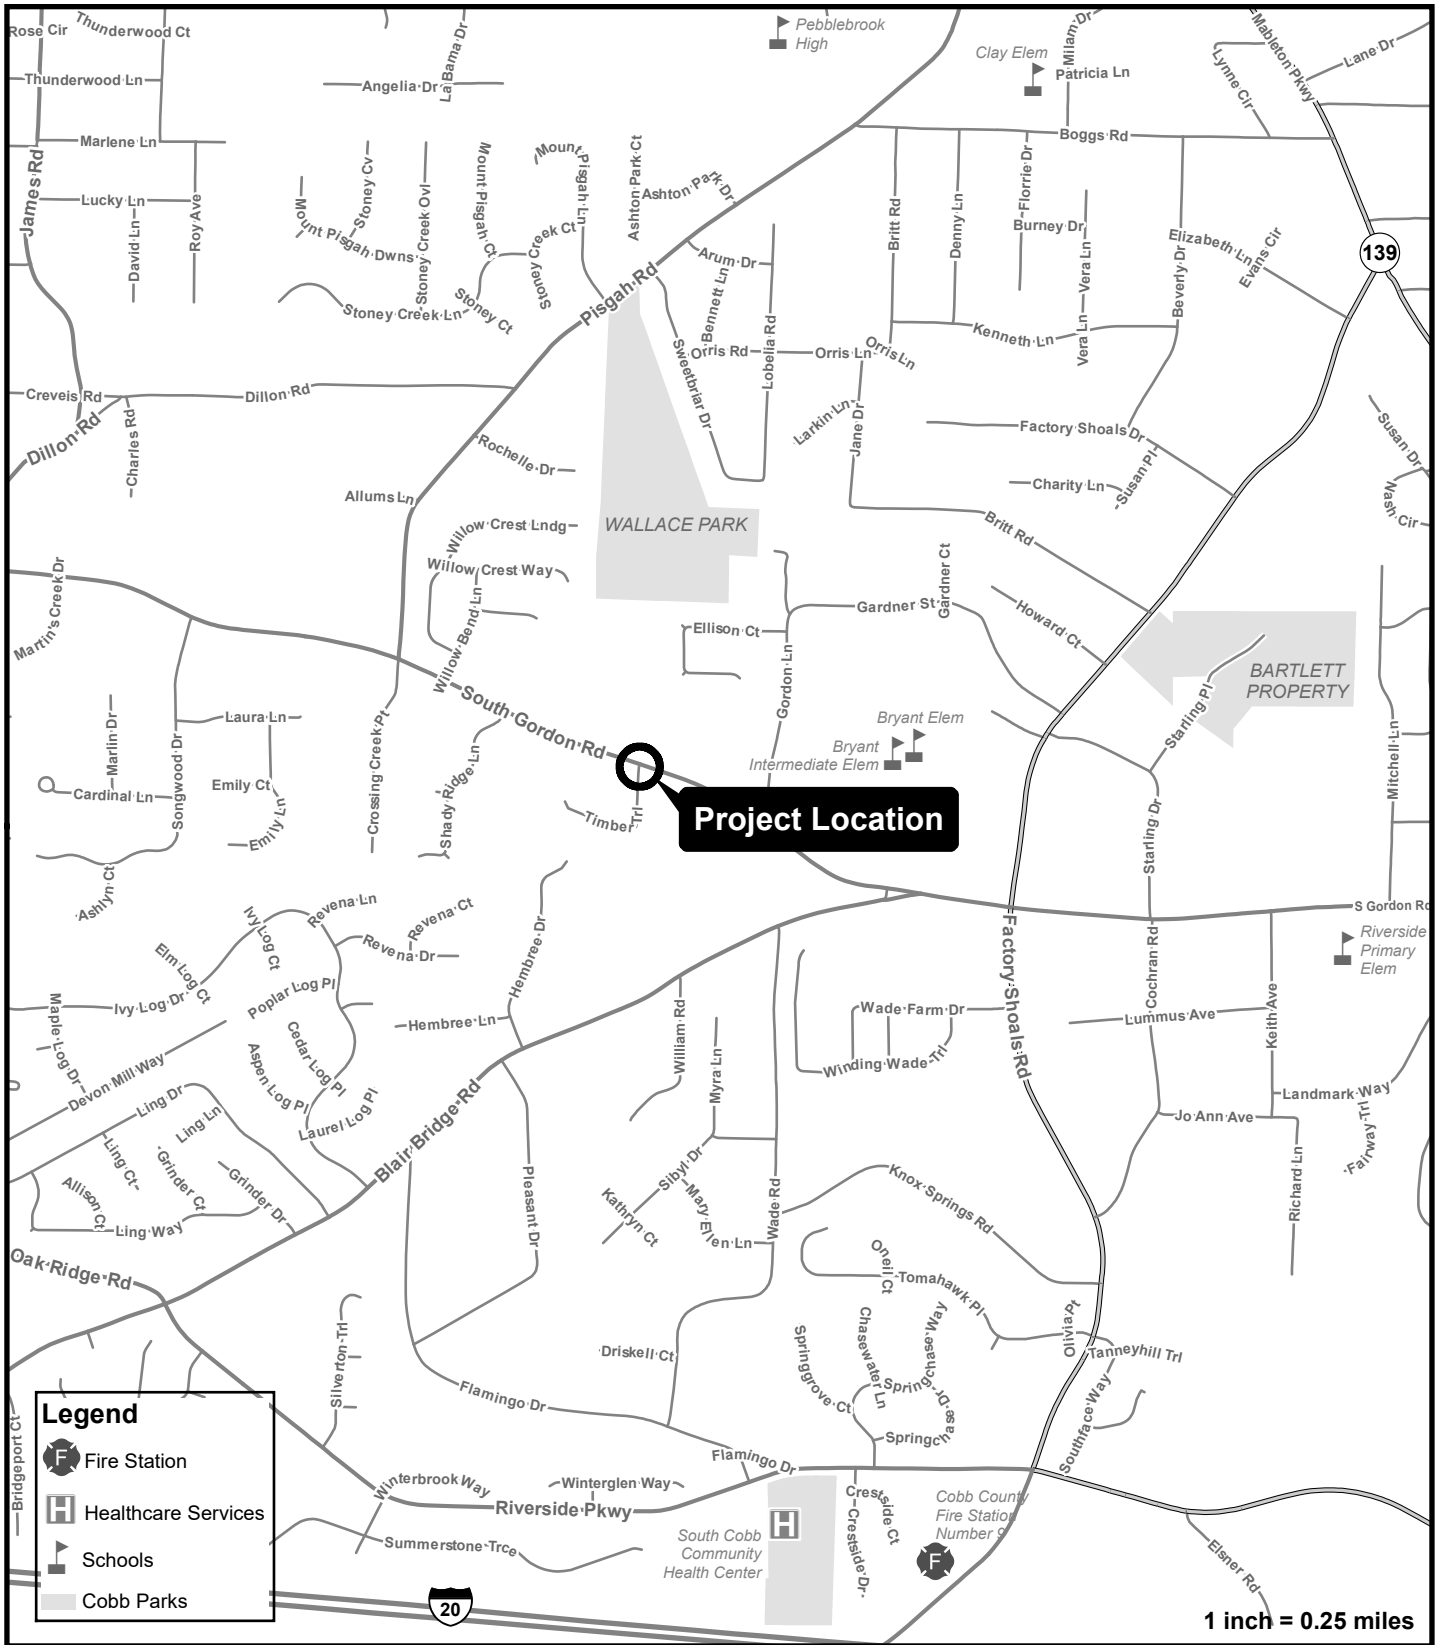 Rose Cir
Thunderwood Ct
Pebblebrook
High
Clay Elem
Milam Dr
Mableton Pkwy
Lane Dr
Lynne Cir
Patricia Ln
Thunderwood Ln
Angelia Dr
La Bama Dr
Boggs Rd
Marlene Ln
James Rd
Lucky Ln
David Ln
Roy Ave
Mount Pisgah Dwns
Stoney Cv
Stoney Creek Ovl
Mount Pisgah Ct
Mount Pisgah Ln
Stoney Creek Ct
Stoney Creek Ln
Stoney Ct
Ashton Park Ct
Ashton Park Dr
Pisgah Rd
Arum Dr
Bennett Ln
Lobelia Rd
Sweetbriar Dr
Orris Rd
Orris Ln
Orris Ln
Britt Rd
Denny Ln
Florrie Dr
Burney Dr
Vera Ln
Vera Ln
Beverly Dr
Elizabeth Ln
Evans Cir
139
Kenneth Ln
Creveis Rd
Dillon Rd
Dillon Rd
Charles Rd
Rochelle Dr
Allums Ln
Larkin Ln
Jane Dr
Factory Shoals Dr
Charity Ln
Susan Pl
Susan Dr
Nash Cir
Willow Crest Lndg
Willow Crest Way
Willow Bend Ln
WALLACE PARK
Britt Rd
Gardner Ct
Gardner St
Howard Ct
Martin's Creek Dr
Ellison Ct
Gordon Ln
BARTLETT
PROPERTY
Starling Pl
South Gordon Rd
Laura Ln
Marlin Dr
Songwood Dr
Emily Ct
Emily Ln
Cardinal Ln
Crossing Creek Pt
Shady Ridge Ln
Bryant Elem
Bryant
Intermediate Elem
Mitchell Ln
Timber Trl
Project Location
Starling Dr
Ashlyn Ct
S Gordon Rd
Riverside
Primary
Elem
Revena Ln
Revena Ct
Revena Dr
Ivy Log Ct
Elm Log Ct
Ivy Log Dr
Poplar Log Pl
Hembree Dr
Hembree Ln
Maple Log Dr
Cedar Log Pl
Aspen Log Pl
Laurel Log Pl
Devon Mill Way
Ling Dr
Ling Ln
Ling Ct
Grinder Ct
Grinder Dr
Allison Ct
Ling Way
Blair Bridge Rd
William Rd
Myra Ln
Winding Wade Trl
Wade Farm Dr
Factory Shoals Rd
Cochran Rd
Lummus Ave
Keith Ave
Landmark Way
Fairway Trl
Jo Ann Ave
Richard Ln
Pleasant Dr
Sibyl Dr
Kathryn Ct
Mary Ellen Ln
Wade Rd
Knox Springs Rd
Oak Ridge Rd
Oneil Ct
Tomahawk Pl
Silverton Trl
Driskell Ct
Springgrove Ct
Chasewater Ln
Springchase Way
Springchase Dr
Olivia Pt
Tanneyhill Trl
Southface Way
Flamingo Dr
Flamingo Dr
Legend
Fire Station
Healthcare Services
Schools
Cobb Parks
F
H
Bridgeport Ct
Winterbrook Way
Winterglen Way
Riverside Pkwy
Summerstone Trce
20
South Cobb
Community
Health Center
H
Crestside Ct
Crestside Dr
Cobb County
Fire Station
Number 9
F
Elsner Rd
1 inch = 0.25 miles